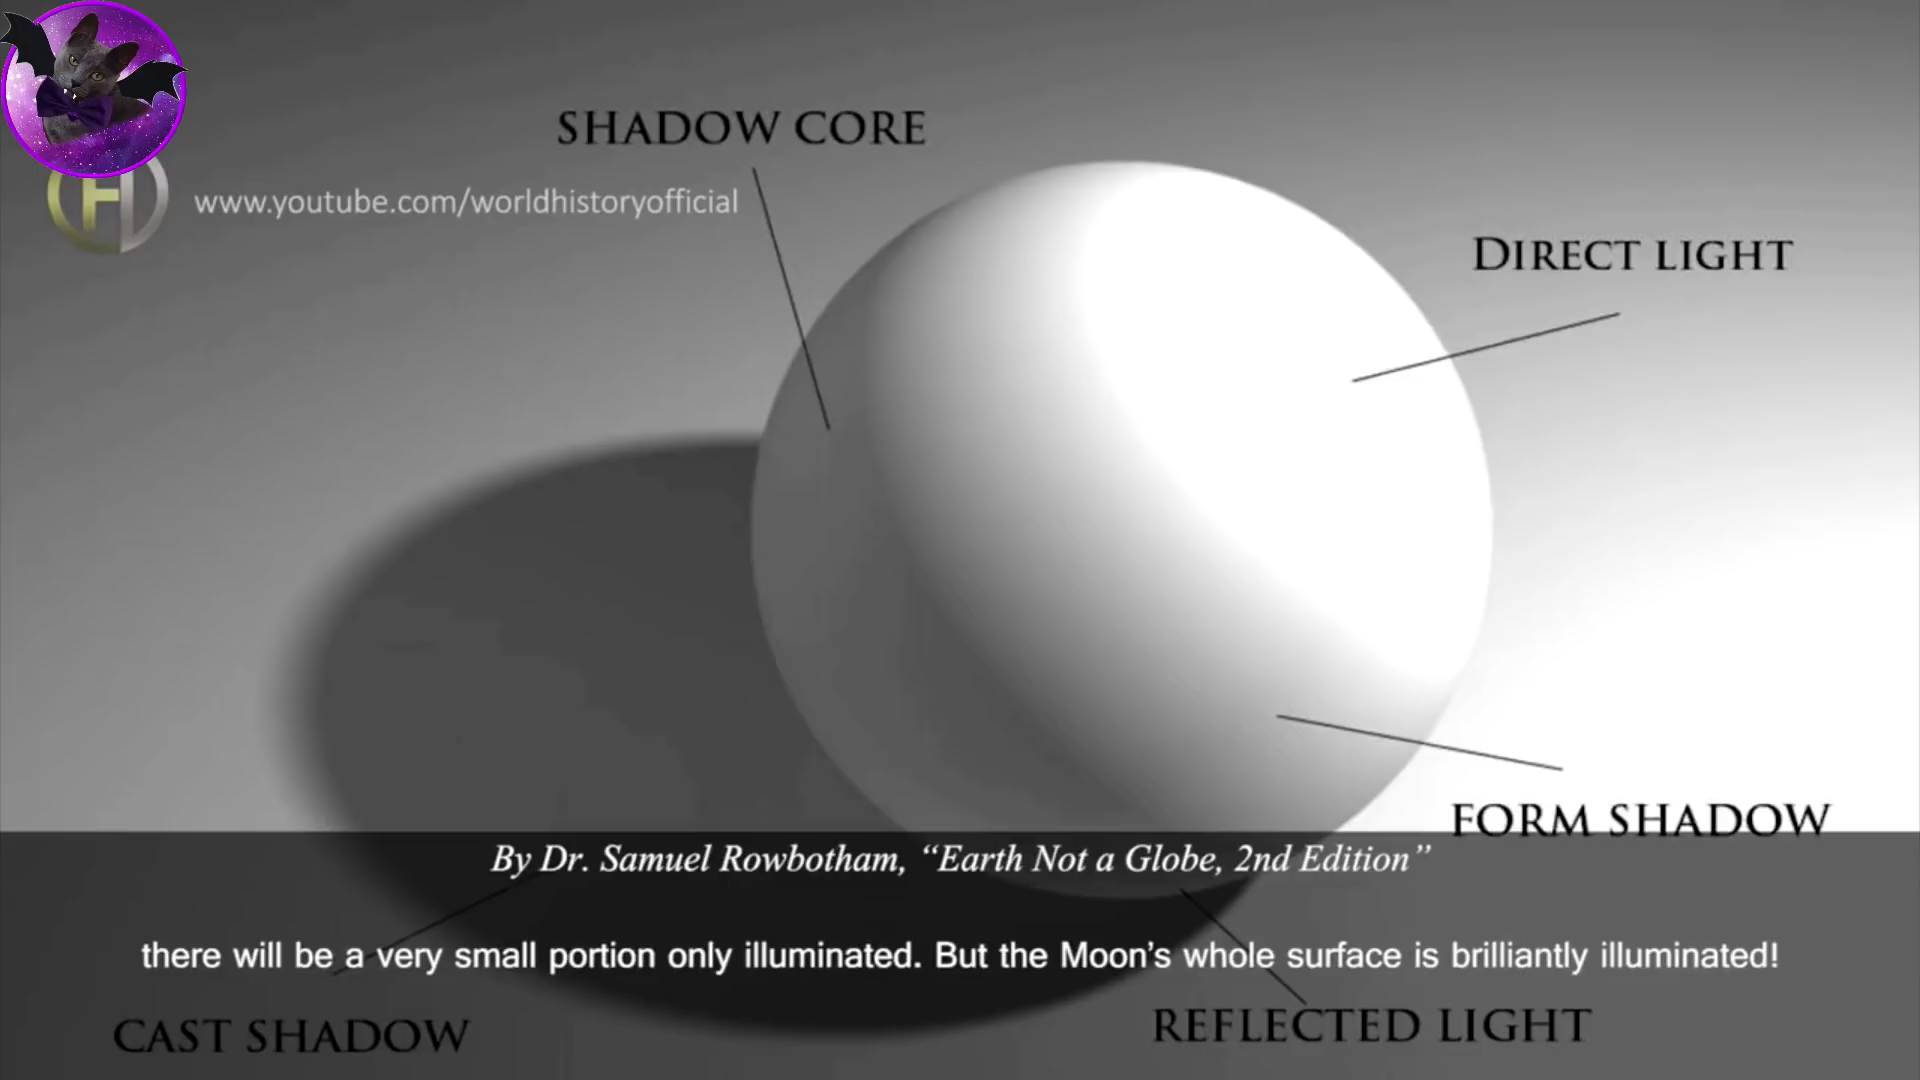 SHADOW CORE
www.youtube.com/worldhistoryofficial
DIRECT LIGHT
FORM SHADOW
By Dr. Samuel Rowbotham, “Earth Not a Globe, 2nd Edition”
there will be a very small portion only illuminated. But the Moon’s whole surface is brilliantly illuminated!
REFLECTED LIGHT
CAST SHADOW